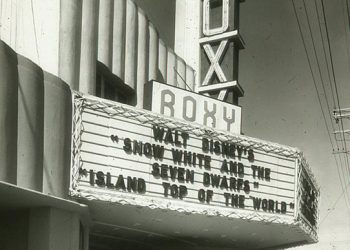 ROXY
ROXY
WALT DISNEY'S
"SNOW WHITE AND THE
SEVEN DWARFS"
"ISLAND TOP OF THE WORLD"